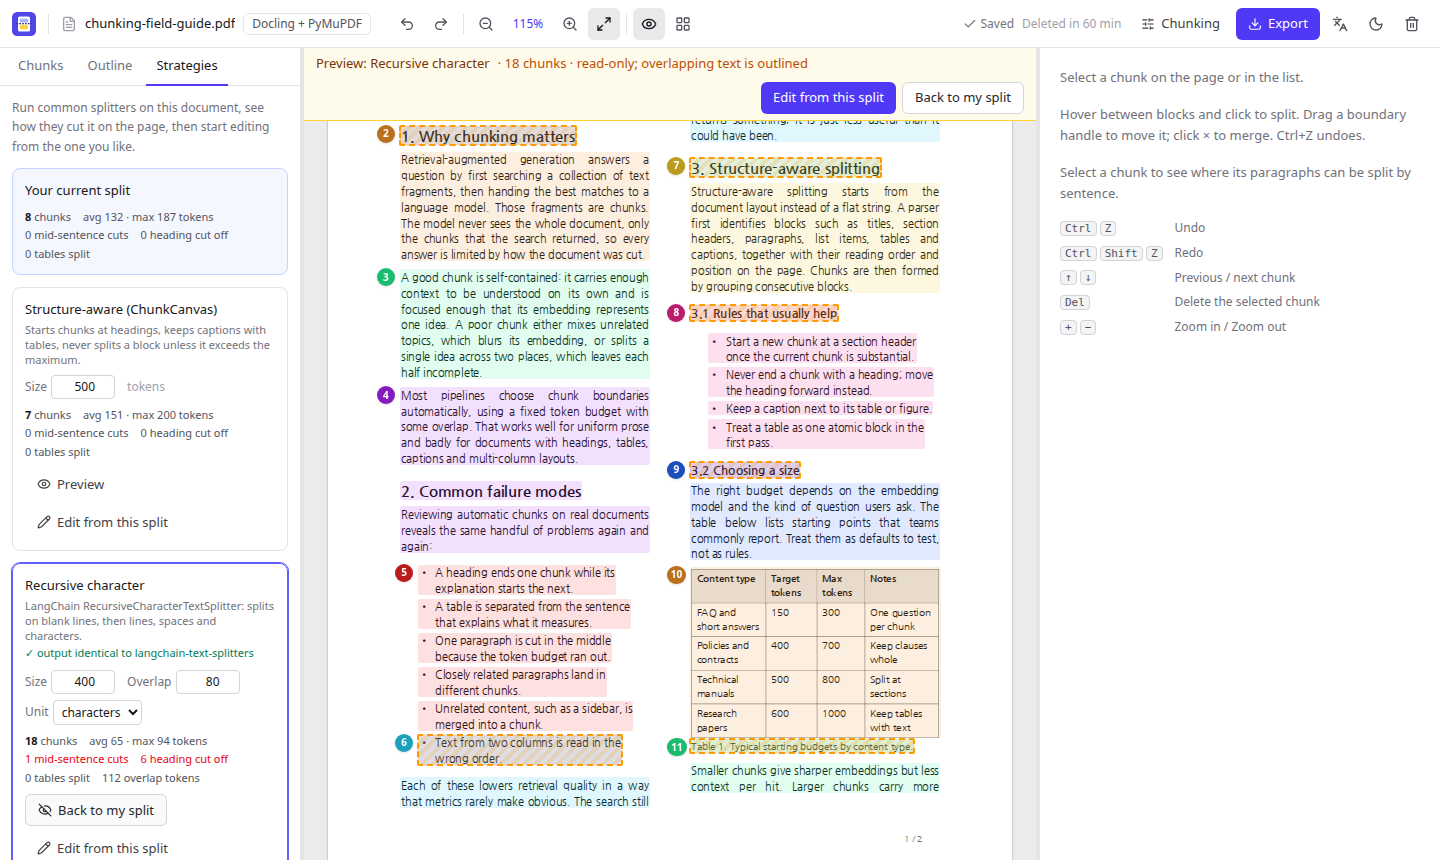 chunking-field-guide.pdf
Docling + PyMuPDF
115%
Saved
Deleted in 60 min
Chunking
Export
Chunks
Outline
Strategies
Run common splitters on this document, see
how they cut it on the page, then start editing
from the one you like.
Your current split
8 chunks avg 132 · max 187 tokens
0 mid-sentence cuts 0 heading cut off
0 tables split
Structure-aware (ChunkCanvas)
Starts chunks at headings, keeps captions with
tables, never splits a block unless it exceeds the
maximum.
Size 500 tokens
7 chunks avg 151 · max 200 tokens
0 mid-sentence cuts 0 heading cut off
0 tables split
Preview
Edit from this split
Recursive character
LangChain RecursiveCharacterTextSplitter: splits
on blank lines, then lines, spaces and
characters.
✓ output identical to langchain-text-splitters
Size 400 Overlap 80
Unit characters
18 chunks avg 65 · max 94 tokens
1 mid-sentence cuts 6 heading cut off
0 tables split 112 overlap tokens
Back to my split
Edit from this split
Preview: Recursive character · 18 chunks · read-only; overlapping text is outlined
Edit from this split
Back to my split
2
1. Why chunking matters
Retrieval-augmented generation answers a
question by first searching a collection of text
fragments, then handing the best matches to a
language model. Those fragments are chunks.
The model never sees the whole document, only
the chunks that the search returned, so every
answer is limited by how the document was cut.
3
A good chunk is self-contained: it carries enough
context to be understood on its own and is
focused enough that its embedding represents
one idea. A poor chunk either mixes unrelated
topics, which blurs its embedding, or splits a
single idea across two places, which leaves each
half incomplete.
4
Most pipelines choose chunk boundaries
automatically, using a fixed token budget with
some overlap. That works well for uniform prose
and badly for documents with headings, tables,
captions and multi-column layouts.
2. Common failure modes
Reviewing automatic chunks on real documents
reveals the same handful of problems again and
again:
5
• A heading ends one chunk while its
explanation starts the next.
• A table is separated from the sentence
that explains what it measures.
• One paragraph is cut in the middle
because the token budget ran out.
• Closely related paragraphs land in
different chunks.
• Unrelated content, such as a sidebar, is
merged into a chunk.
6
• Text from two columns is read in the
wrong order.
Each of these lowers retrieval quality in a way
that metrics rarely make obvious. The search still
returns something, it is just less useful than it
could have been.
7
3. Structure-aware splitting
Structure-aware splitting starts from the
document layout instead of a flat string. A parser
first identifies blocks such as titles, section
headers, paragraphs, list items, tables and
captions, together with their reading order and
position on the page. Chunks are then formed
by grouping consecutive blocks.
8
3.1 Rules that usually help
• Start a new chunk at a section header
once the current chunk is substantial.
• Never end a chunk with a heading; move
the heading forward instead.
• Keep a caption next to its table or figure.
• Treat a table as one atomic block in the
first pass.
9
3.2 Choosing a size
The right budget depends on the embedding
model and the kind of question users ask. The
table below lists starting points that teams
commonly report. Treat them as defaults to test,
not as rules.
10
Content type Target tokens Max tokens Notes
FAQ and short answers 150 300 One question per chunk
Policies and contracts 400 700 Keep clauses whole
Technical manuals 500 800 Split at sections
Research papers 600 1000 Keep tables with text
11
Table 1. Typical starting budgets by content type.
Smaller chunks give sharper embeddings but less
context per hit. Larger chunks carry more
1 / 2
Select a chunk on the page or in the list.
Hover between blocks and click to split. Drag a boundary
handle to move it; click × to merge. Ctrl+Z undoes.
Select a chunk to see where its paragraphs can be split by
sentence.
Ctrl Z Undo
Ctrl Shift Z Redo
↑ ↓ Previous / next chunk
Del Delete the selected chunk
+ − Zoom in / Zoom out